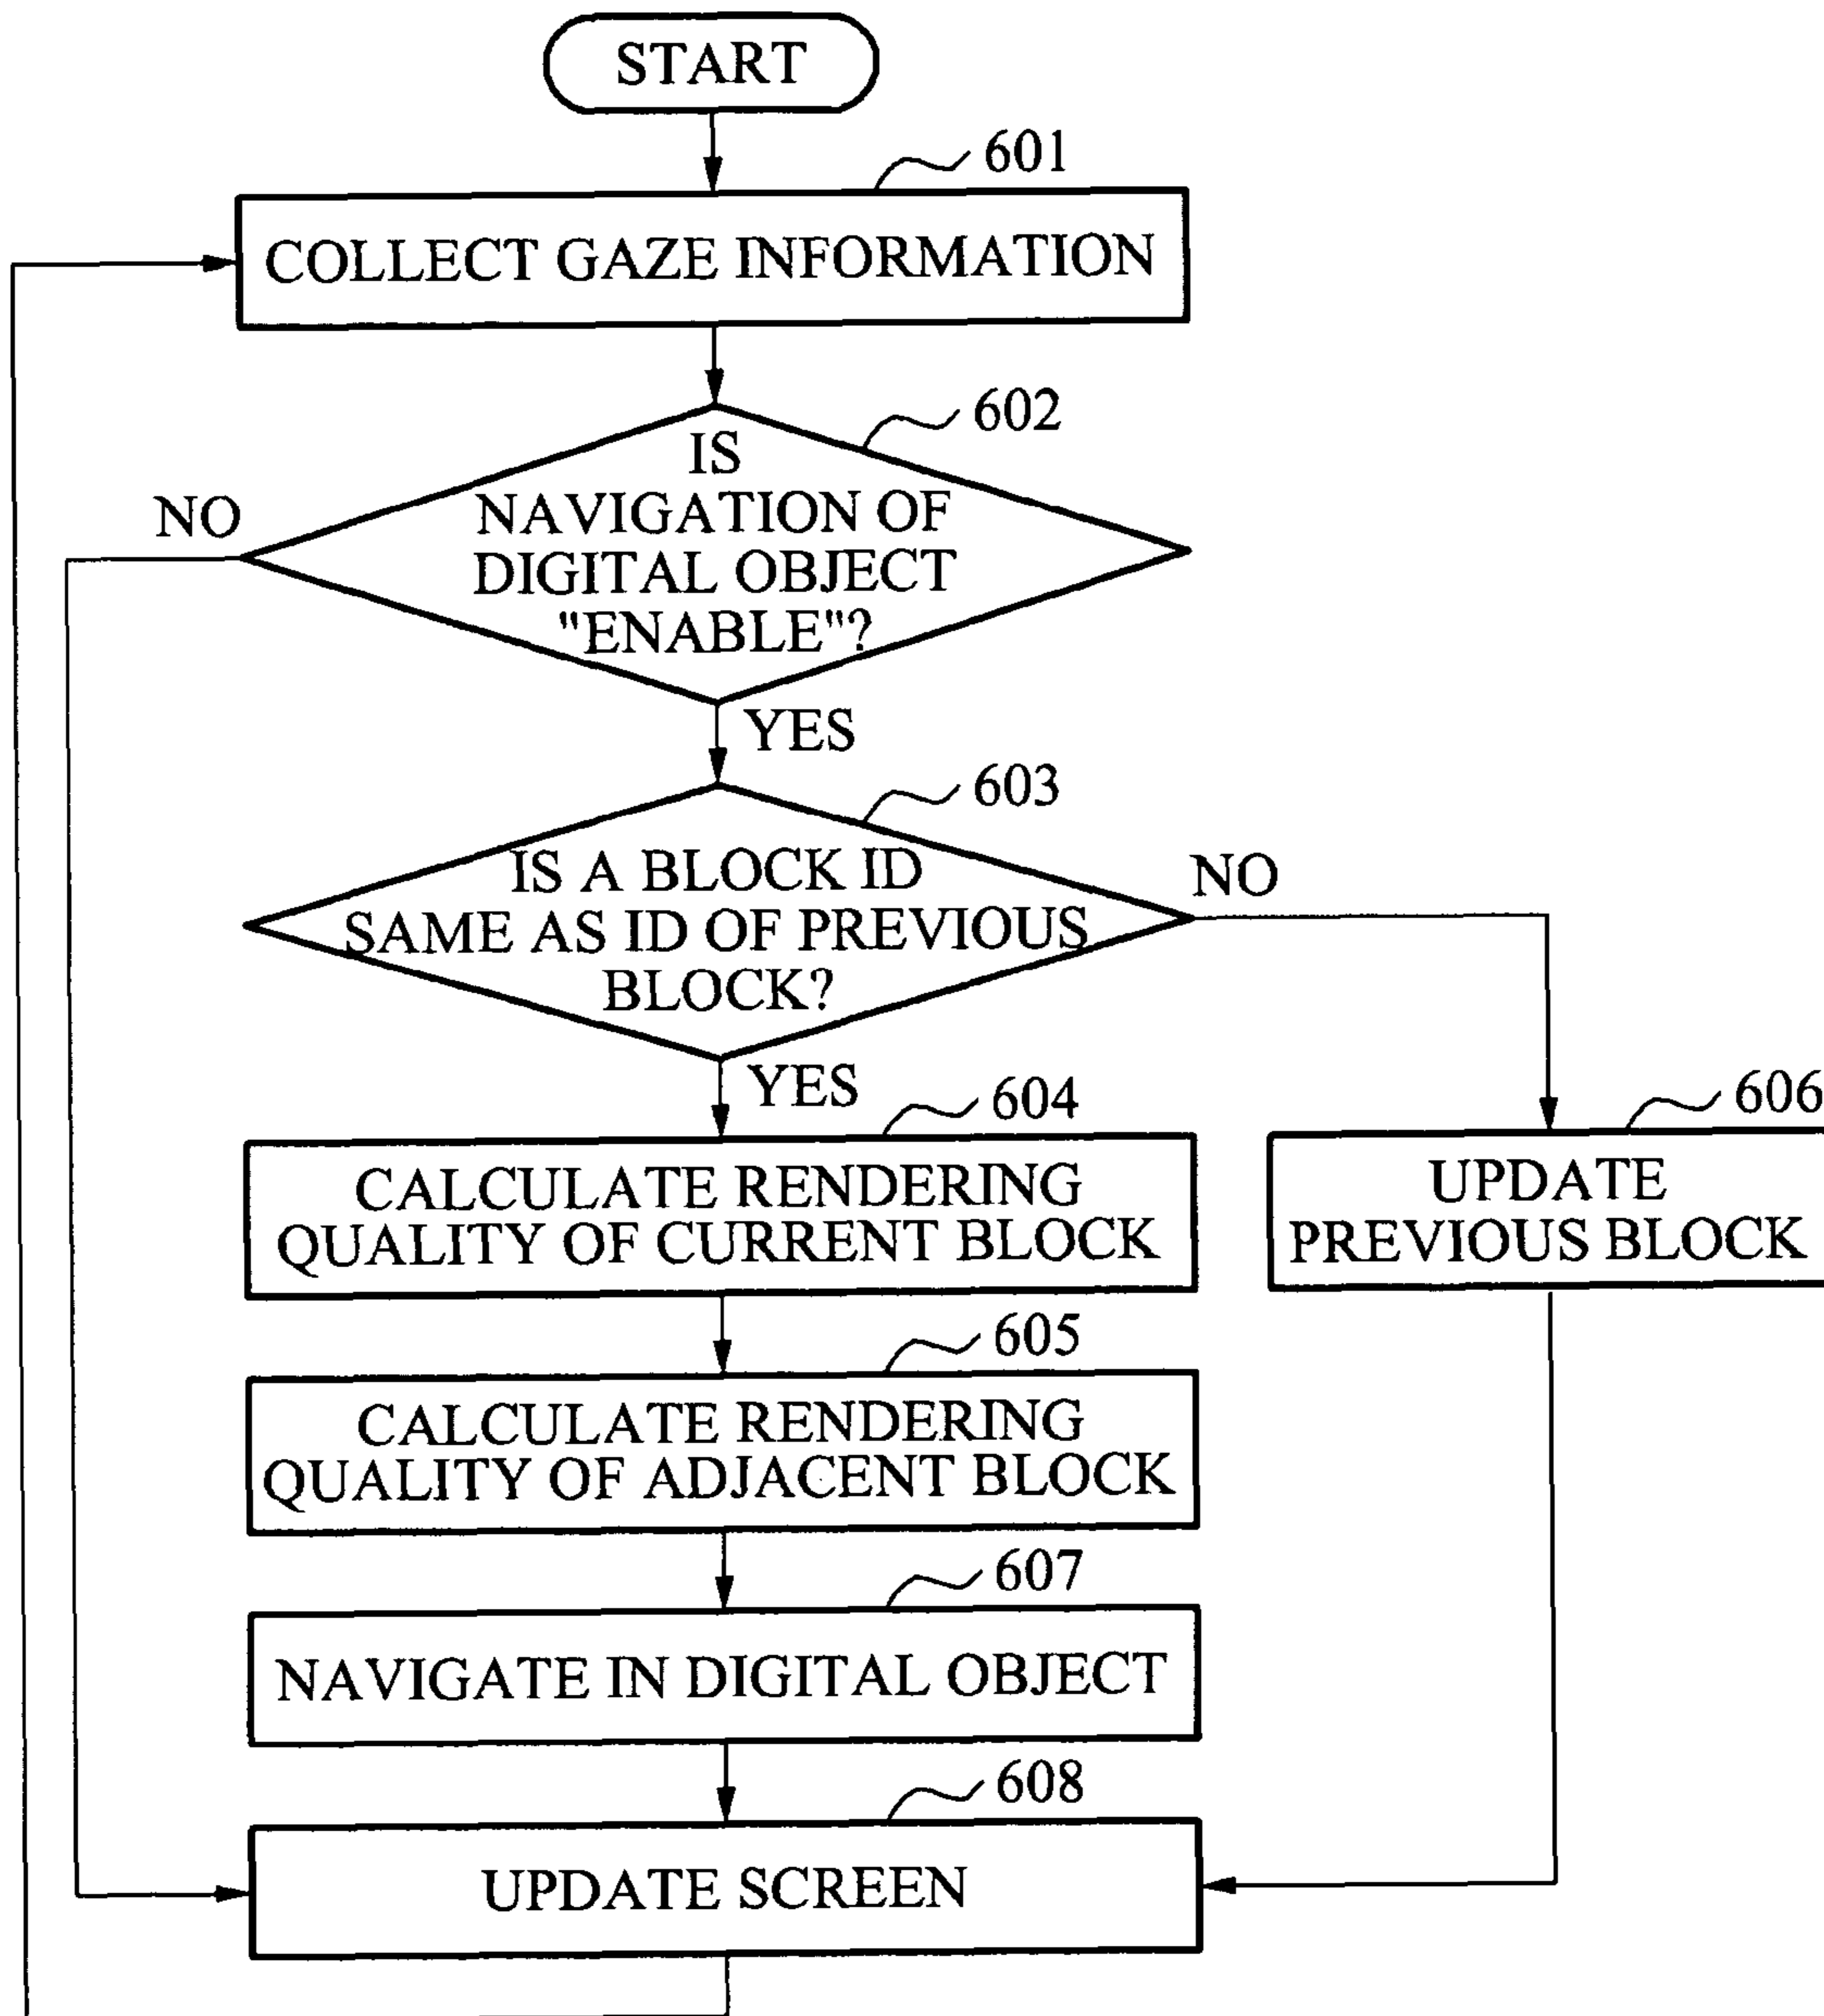 START
601
COLLECT GAZE INFORMATION
602
IS
NAVIGATION OF
DIGITAL OBJECT
"ENABLE"?
NO
YES
603
IS A BLOCK ID
SAME AS ID OF PREVIOUS
BLOCK?
NO
YES
604
CALCULATE RENDERING
QUALITY OF CURRENT BLOCK
606
UPDATE
PREVIOUS BLOCK
605
CALCULATE RENDERING
QUALITY OF ADJACENT BLOCK
607
NAVIGATE IN DIGITAL OBJECT
608
UPDATE SCREEN